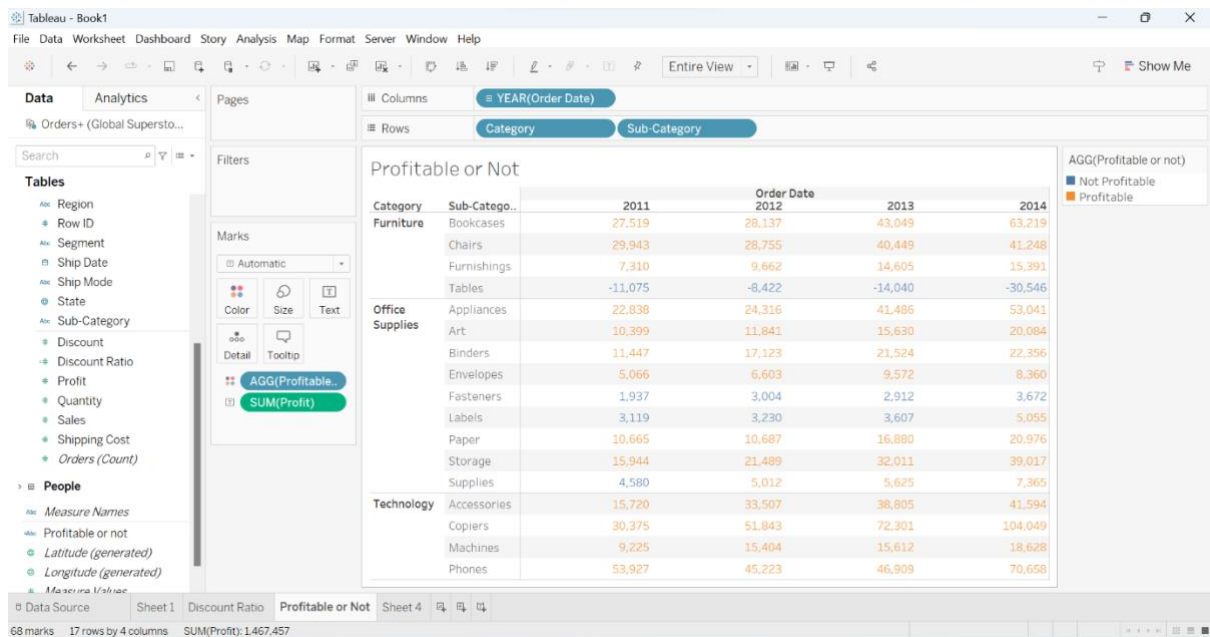 Tableau - Book1
File Data Worksheet Dashboard Story Analysis Map Format Server Window Help
Entire View
Show Me
Data Analytics
Orders+ (Global Supersto...
Search
Tables
Abc Region
# Row ID
Abc Segment
Ship Date
Abc Ship Mode
State
Abc Sub-Category
# Discount
=# Discount Ratio
# Profit
# Quantity
# Sales
# Shipping Cost
# Orders (Count)
People
Abc Measure Names
=Abc Profitable or not
Latitude (generated)
Longitude (generated)
# Measure Values
Pages
Filters
Marks
Automatic
Color Size Text
Detail Tooltip
AGG(Profitable..
SUM(Profit)
Columns YEAR(Order Date)
Rows Category Sub-Category
Profitable or Not
Order Date
Category Sub-Catego.. 2011 2012 2013 2014
Furniture Bookcases 27,519 28,137 43,049 63,219
Chairs 29,943 28,755 40,449 41,248
Furnishings 7,310 9,662 14,605 15,391
Tables -11,075 -8,422 -14,040 -30,546
Office Supplies Appliances 22,838 24,316 41,486 53,041
Art 10,399 11,841 15,630 20,084
Binders 11,447 17,123 21,524 22,356
Envelopes 5,066 6,603 9,572 8,360
Fasteners 1,937 3,004 2,912 3,672
Labels 3,119 3,230 3,607 5,055
Paper 10,665 10,687 16,880 20,976
Storage 15,944 21,489 32,011 39,017
Supplies 4,580 5,012 5,625 7,365
Technology Accessories 15,720 33,507 38,805 41,594
Copiers 30,375 51,843 72,301 104,049
Machines 9,225 15,404 15,612 18,628
Phones 53,927 45,223 46,909 70,658
AGG(Profitable or not)
Not Profitable
Profitable
Data Source Sheet 1 Discount Ratio Profitable or Not Sheet 4
68 marks 17 rows by 4 columns SUM(Profit): 1,467,457